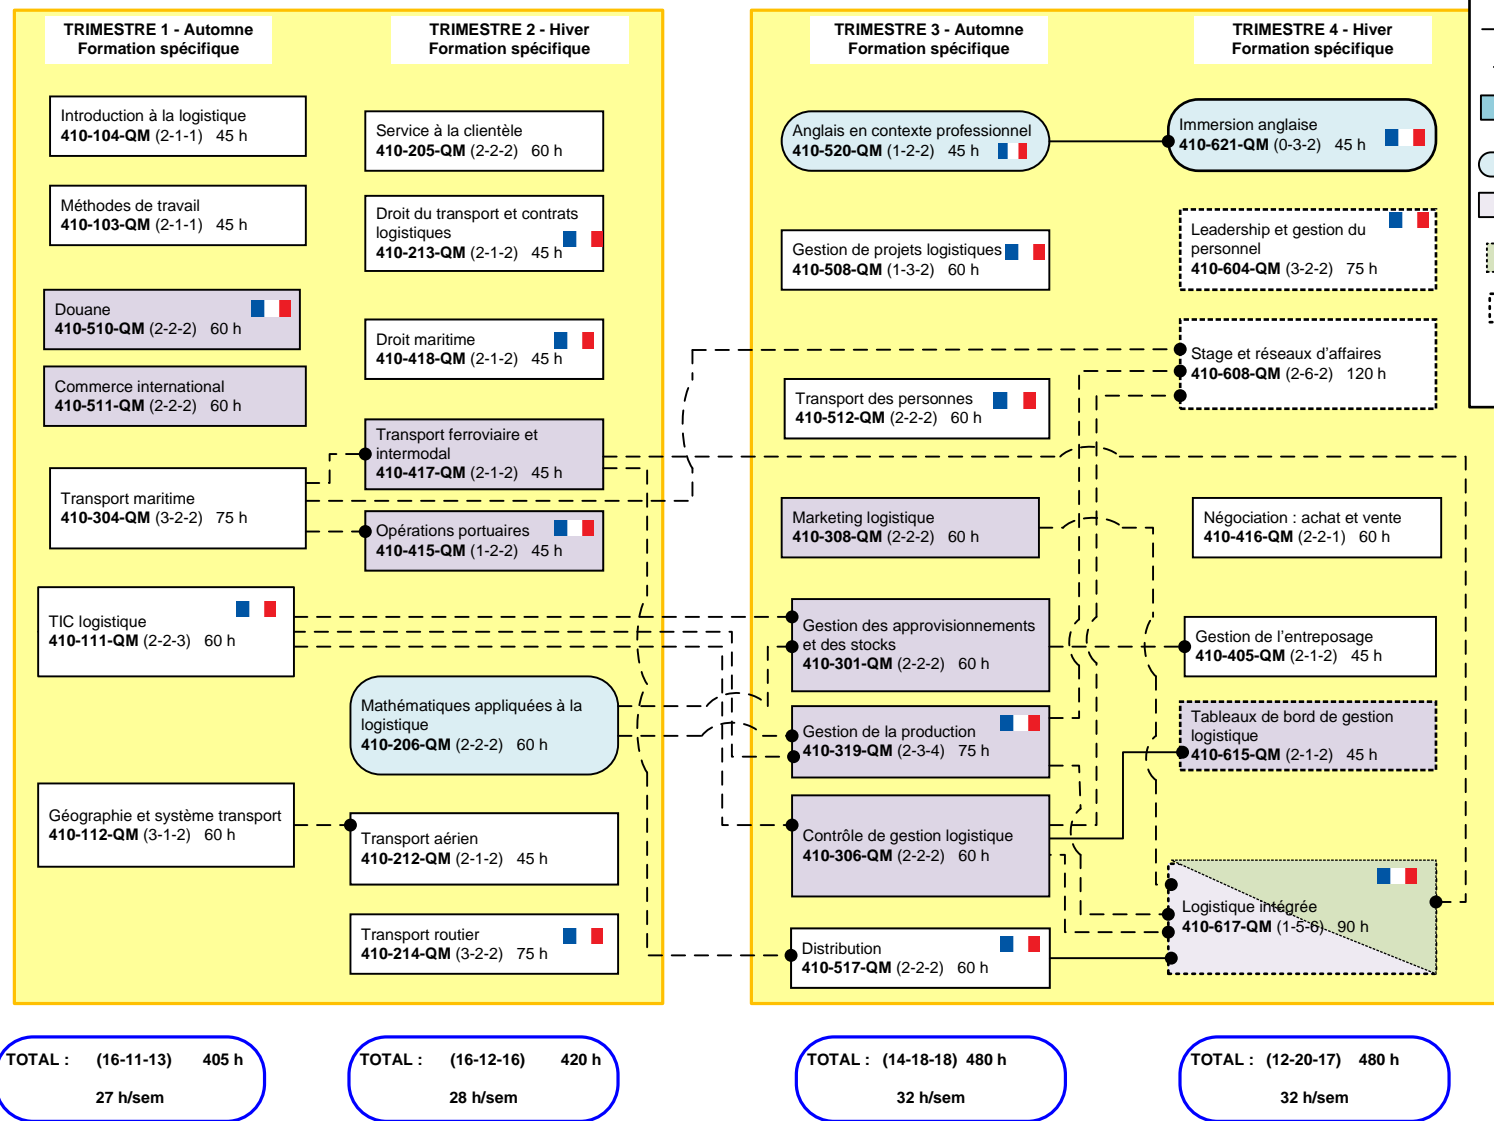 TRIMESTRE 1 - Automne
Formation spécifique
Introduction à la logistique
410-104-QM (2-1-1) 45 h
Méthodes de travail
410-103-QM (2-1-1) 45 h
Douane
410-510-QM (2-2-2) 60 h
Commerce international
410-511-QM (2-2-2) 60 h
Transport maritime
410-304-QM (3-2-2) 75 h
TIC logistique
410-111-QM (2-2-3) 60 h
Géographie et système transport
410-112-QM (3-1-2) 60 h
TOTAL : (16-11-13) 405 h
27 h/sem
TRIMESTRE 2 - Hiver
Formation spécifique
Service à la clientèle
410-205-QM (2-2-2) 60 h
Droit du transport et contrats
logistiques
410-213-QM (2-1-2) 45 h
Droit maritime
410-418-QM (2-1-2) 45 h
Transport ferroviaire et
intermodal
410-417-QM (2-1-2) 45 h
Opérations portuaires
410-415-QM (1-2-2) 45 h
Mathématiques appliquées à la
logistique
410-206-QM (2-2-2) 60 h
Transport aérien
410-212-QM (2-1-2) 45 h
Transport routier
410-214-QM (3-2-2) 75 h
TOTAL : (16-12-16) 420 h
28 h/sem
TRIMESTRE 3 - Automne
Formation spécifique
Anglais en contexte professionnel
410-520-QM (1-2-2) 45 h
Gestion de projets logistiques
410-508-QM (1-3-2) 60 h
Transport des personnes
410-512-QM (2-2-2) 60 h
Marketing logistique
410-308-QM (2-2-2) 60 h
Gestion des approvisionnements
et des stocks
410-301-QM (2-2-2) 60 h
Gestion de la production
410-319-QM (2-3-4) 75 h
Contrôle de gestion logistique
410-306-QM (2-2-2) 60 h
Distribution
410-517-QM (2-2-2) 60 h
TOTAL : (14-18-18) 480 h
32 h/sem
TRIMESTRE 4 - Hiver
Formation spécifique
Immersion anglaise
410-621-QM (0-3-2) 45 h
Leadership et gestion du
personnel
410-604-QM (3-2-2) 75 h
Stage et réseaux d'affaires
410-608-QM (2-6-2) 120 h
Négociation : achat et vente
410-416-QM (2-2-1) 60 h
Gestion de l'entreposage
410-405-QM (2-1-2) 45 h
Tableaux de bord de gestion
logistique
410-615-QM (2-1-2) 45 h
Logistique intégrée
410-617-QM (1-5-6) 90 h
TOTAL : (12-20-17) 480 h
32 h/sem